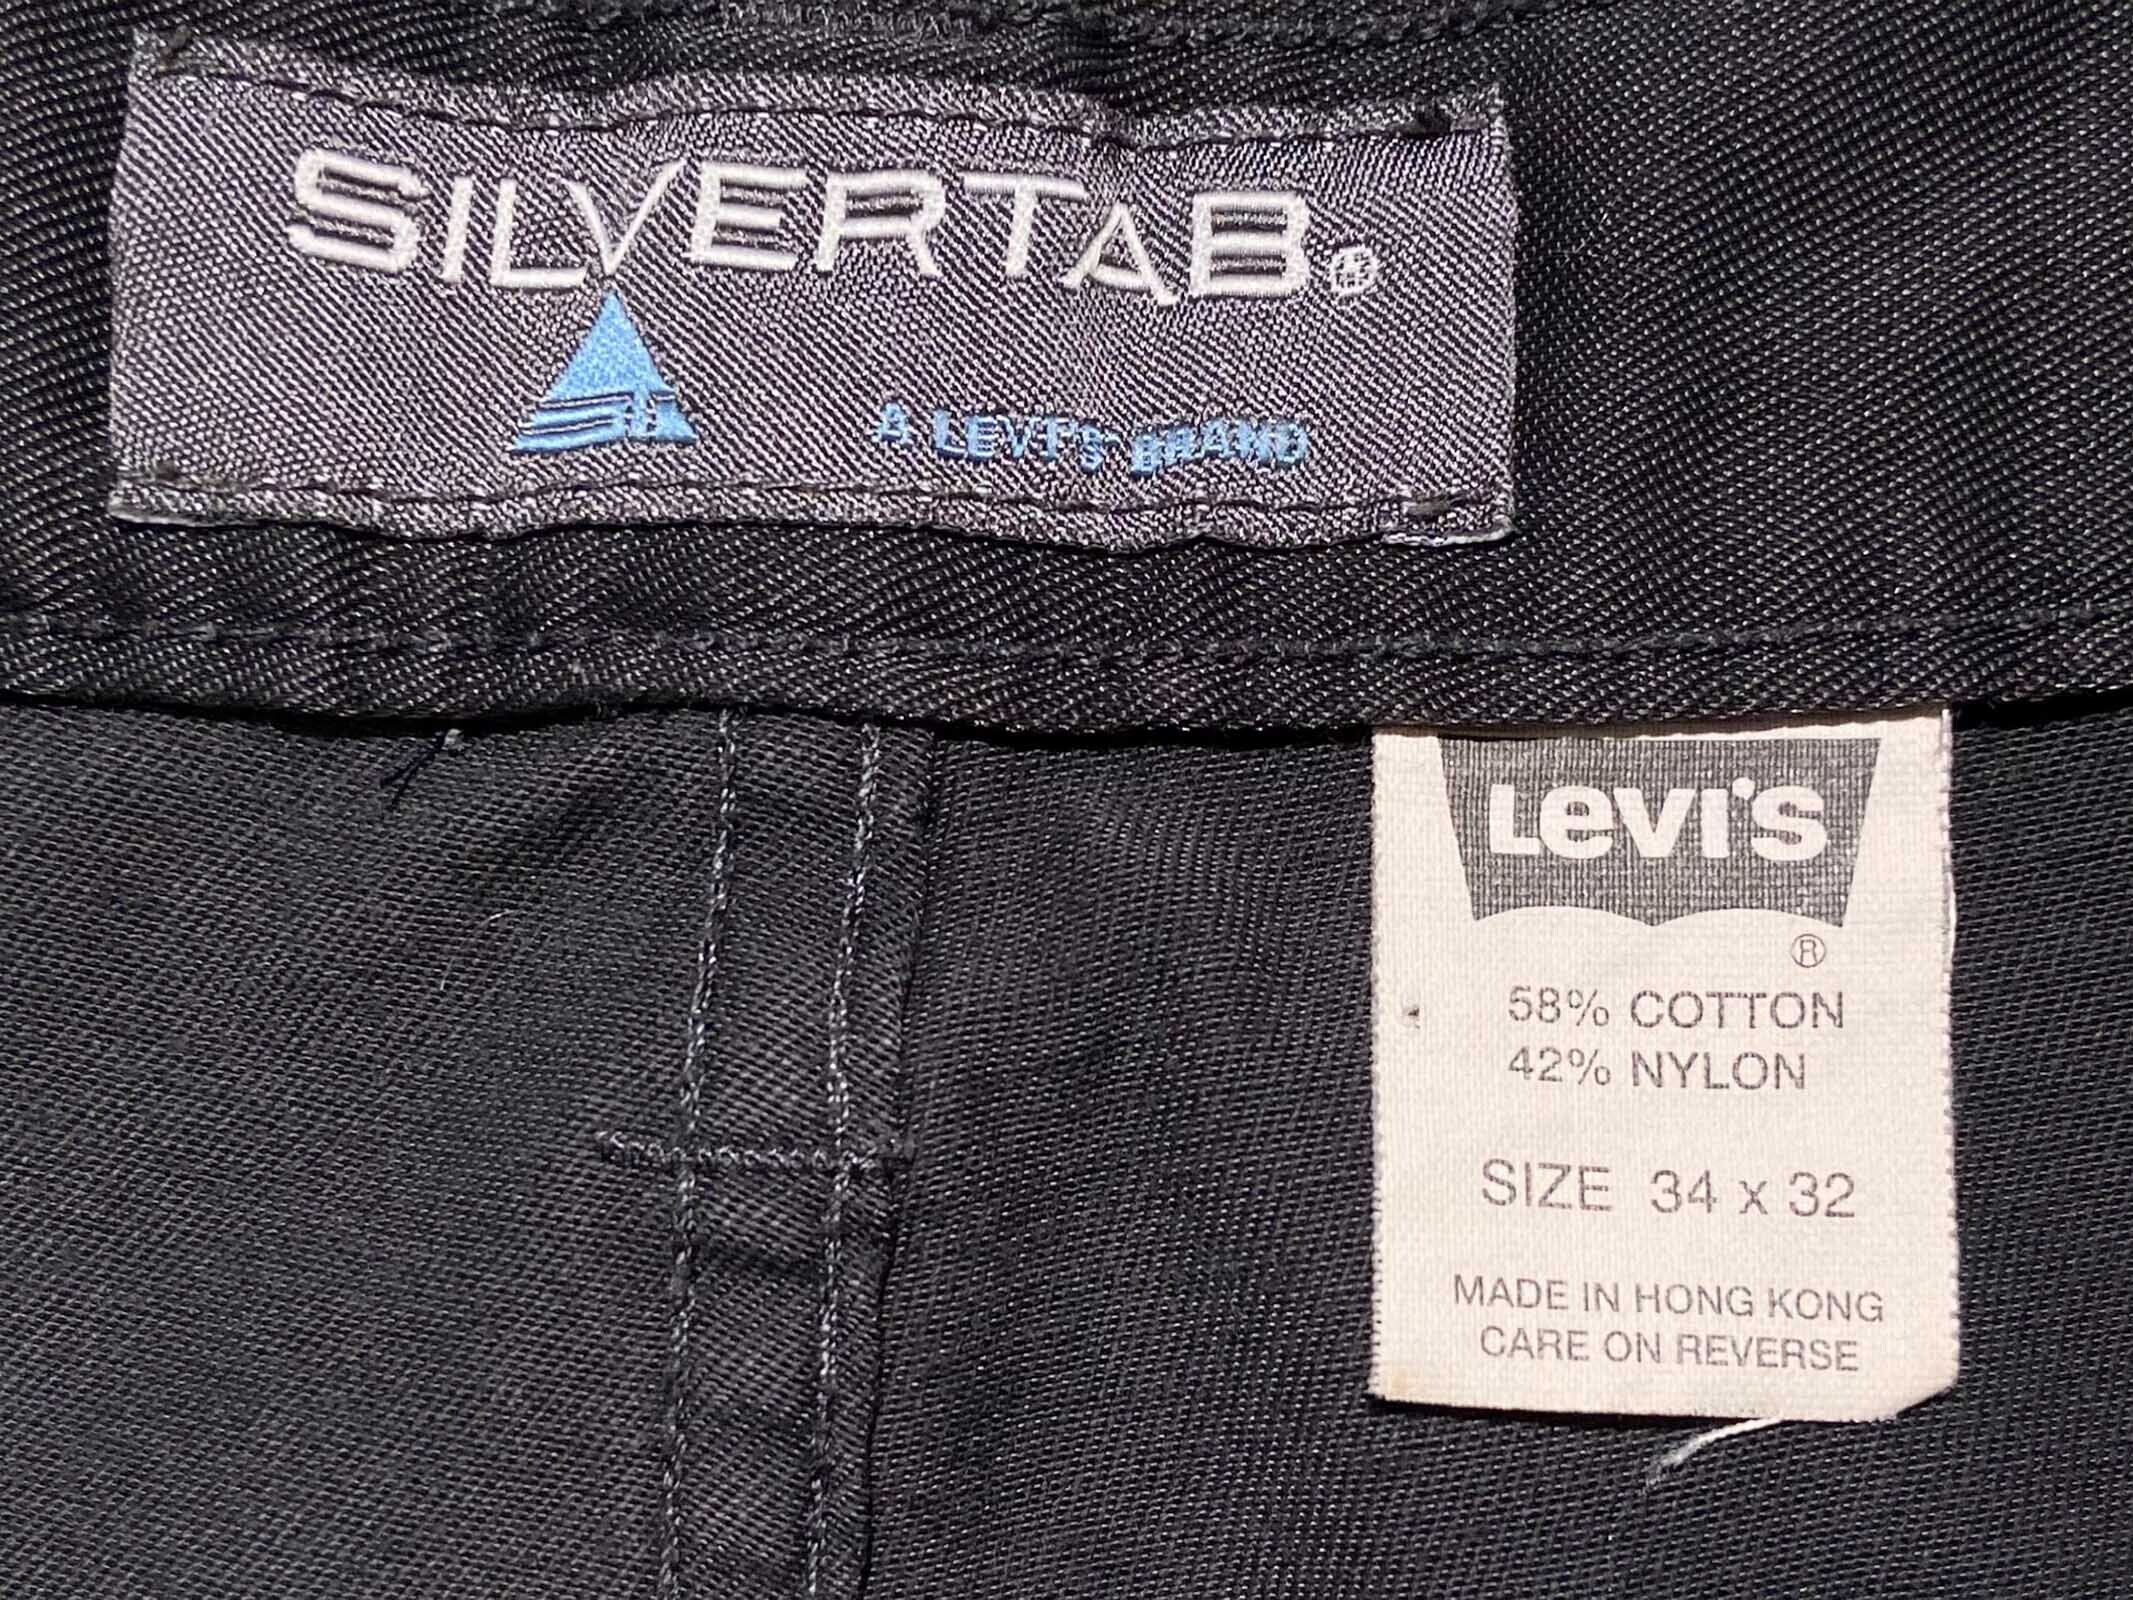 SILVERTAB®
A LEVI'S BRAND
LEVI'S
®
58% COTTON
42% NYLON
SIZE 34 x 32
MADE IN HONG KONG
CARE ON REVERSE